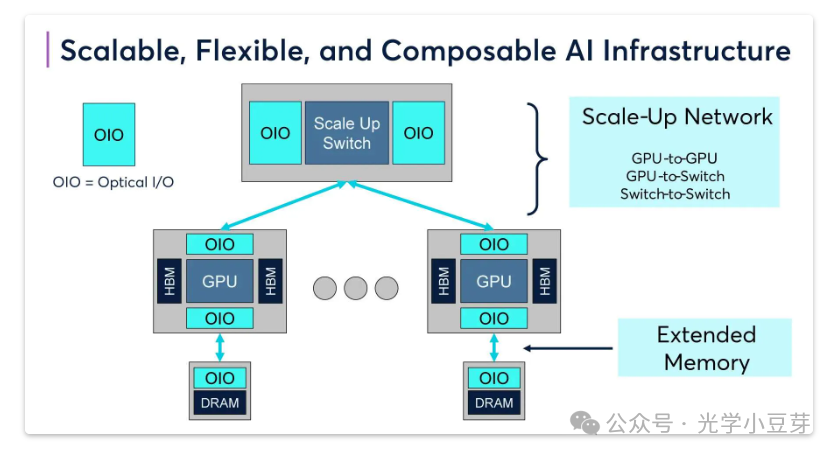 Scalable, Flexible, and Composable AI Infrastructure
OIO
OIO = Optical I/O
OIO
Scale Up
Switch
OIO
Scale-Up Network
GPU-to-GPU
GPU-to-Switch
Switch-to-Switch
OIO
HBM
GPU
HBM
OIO
OIO
HBM
GPU
HBM
OIO
OIO
DRAM
OIO
DRAM
Extended
Memory
公众号 · 光学小豆芽